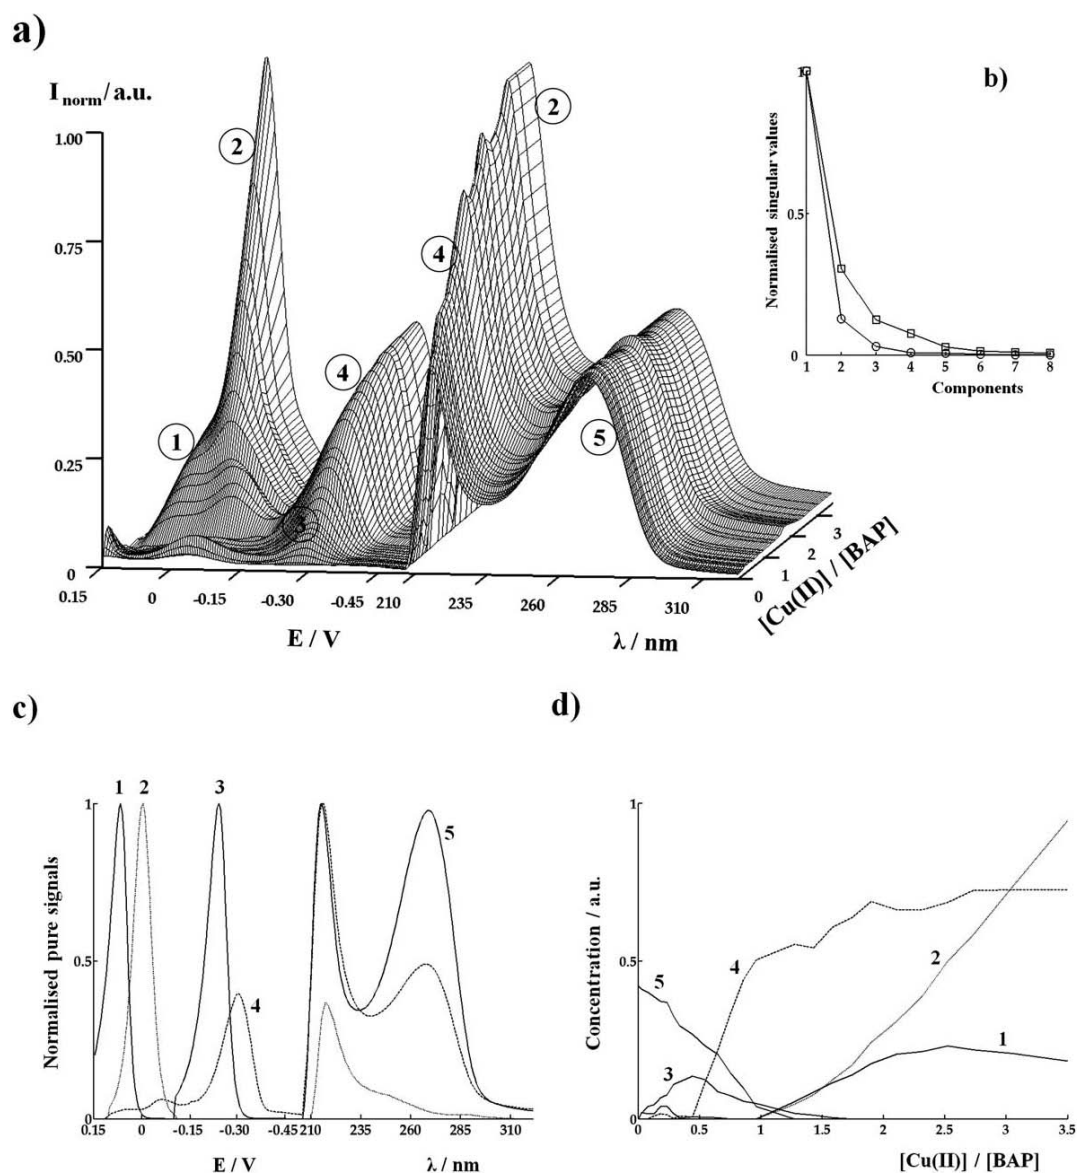 a)
I norm / a.u.
1.00
0.75
0.50
0.25
0
0.15 0 -0.15 -0.30 -0.45 210 235 260 285 310
E / V
λ / nm
0 1 2 3
[Cu(II)] / [BAP]
1
2
3
4
4
2
5
b)
Normalised singular values
1
0.5
0
1 2 3 4 5 6 7 8
Components
c)
Normalised pure signals
1
0.5
0
1 2 3
4
5
0.15 0 -0.15 -0.30 -0.45 210 235 260 285 310
E / V
λ / nm
d)
Concentration / a.u.
1
0.5
0
5
3
4
2
1
0 0.5 1 1.5 2 2.5 3 3.5
[Cu(II)] / [BAP]